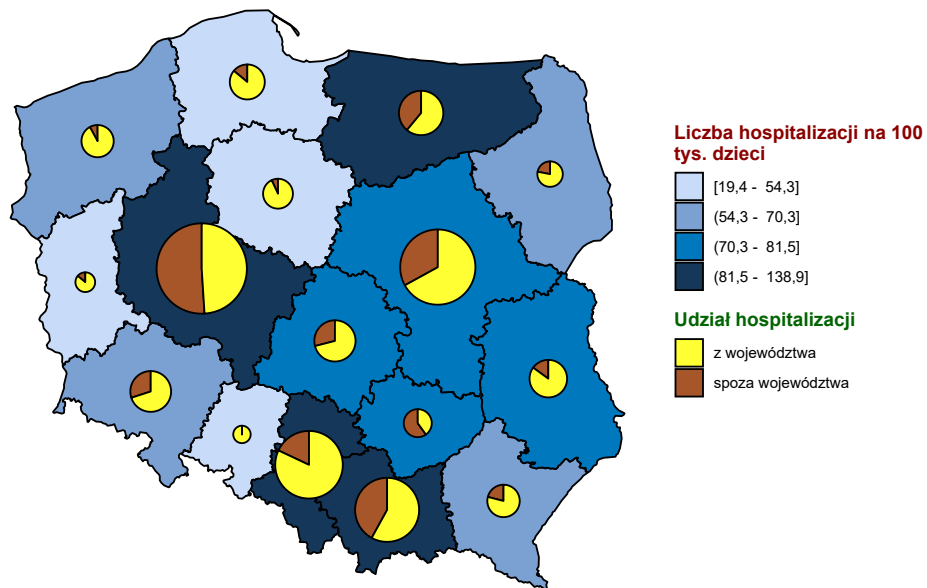 Liczba hospitalizacji na 100
tys. dzieci
[19,4 - 54,3]
(54,3 - 70,3]
(70,3 - 81,5]
(81,5 - 138,9]
Udział hospitalizacji
z województwa
spoza województwa